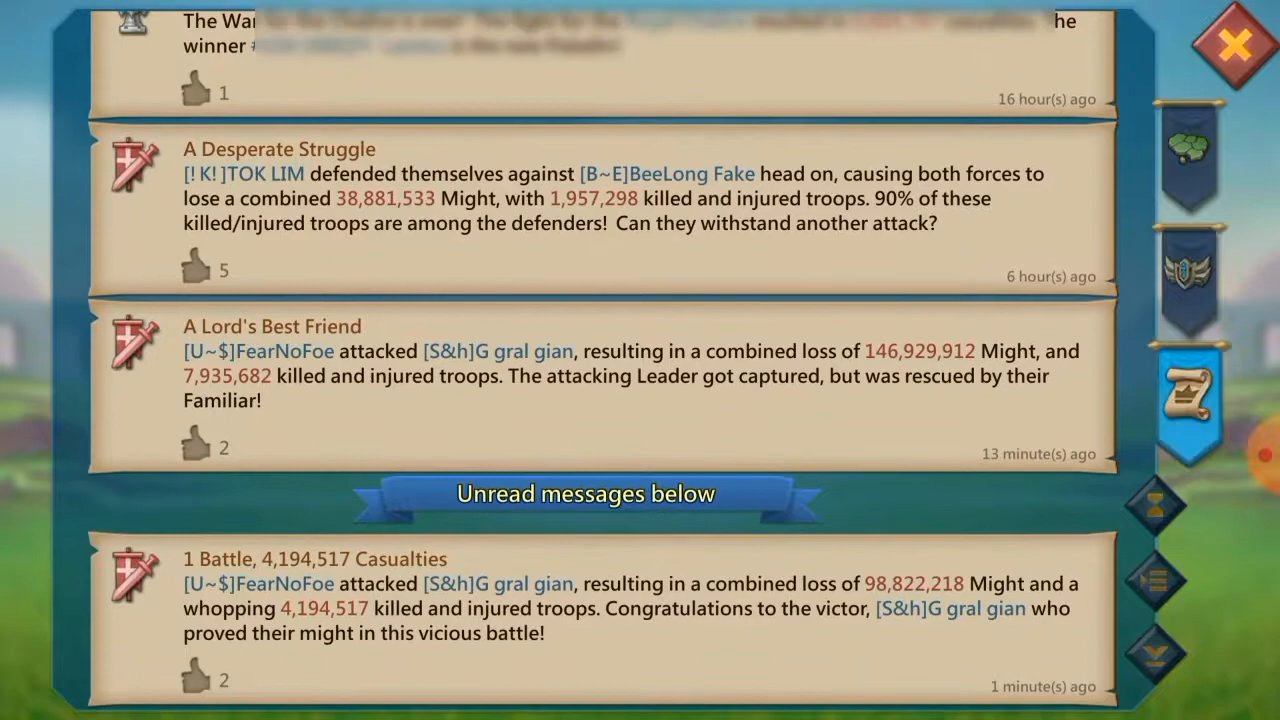 The War
he
winner
1
16 hour(s) ago
A Desperate Struggle
[! K! ]TOK LIM defended themselves against [B~E]BeeLong Fake head on, causing both forces to
lose a combined 38,881,533 Might, with 1,957,298 killed and injured troops. 90% of these
killed/injured troops are among the defenders! Can they withstand another attack?
5
6 hour(s) ago
A Lord's Best Friend
[U~$]FearNoFoe attacked [S&h]G gral gian, resulting in a combined loss of 146,929,912 Might, and
7,935,682 killed and injured troops. The attacking Leader got captured, but was rescued by their
Familiar!
2
13 minute(s) ago
Unread messages below
1 Battle, 4,194,517 Casualties
[U~$]FearNoFoe attacked [S&h]G gral gian, resulting in a combined loss of 98,822,218 Might and a
whopping 4,194,517 killed and injured troops. Congratulations to the victor, [S&h]G gral gian who
proved their might in this vicious battle!
2
1 minute(s) ago